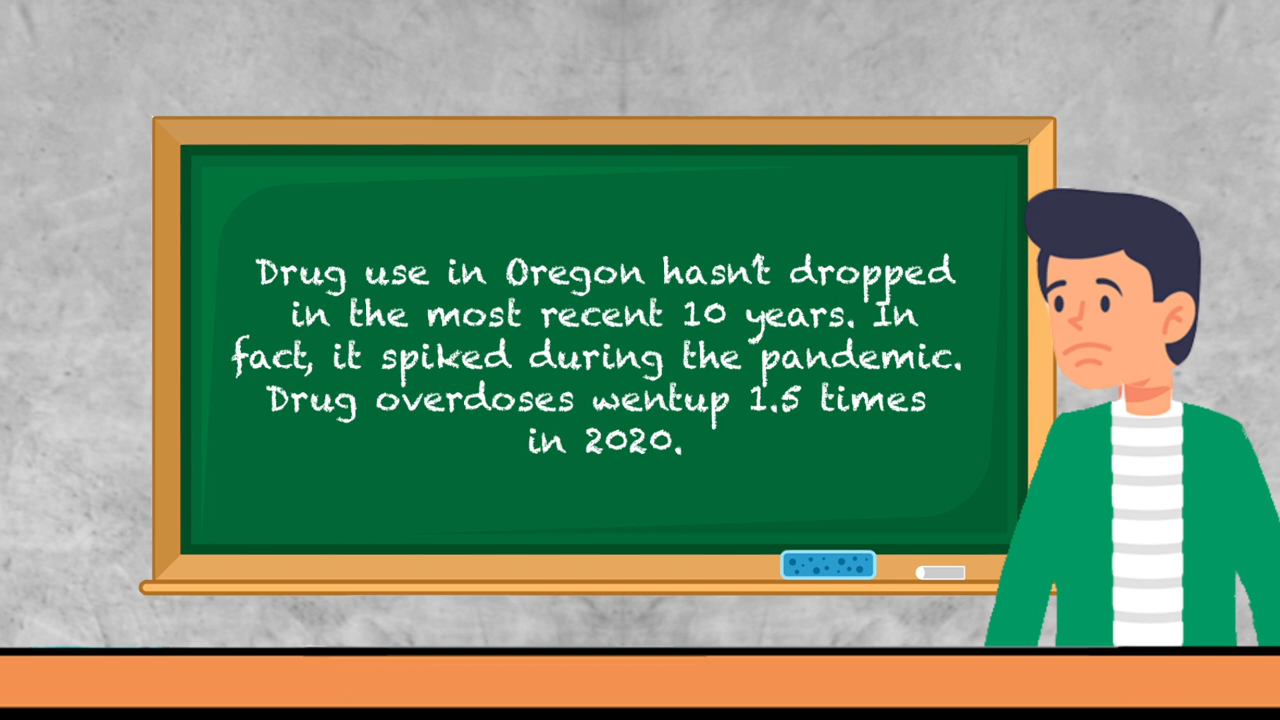 Drug use in Oregon hasn't dropped
in the most recent 10 years. In
fact, it spiked during the pandemic.
Drug overdoses wentup 1.5 times
in 2020.